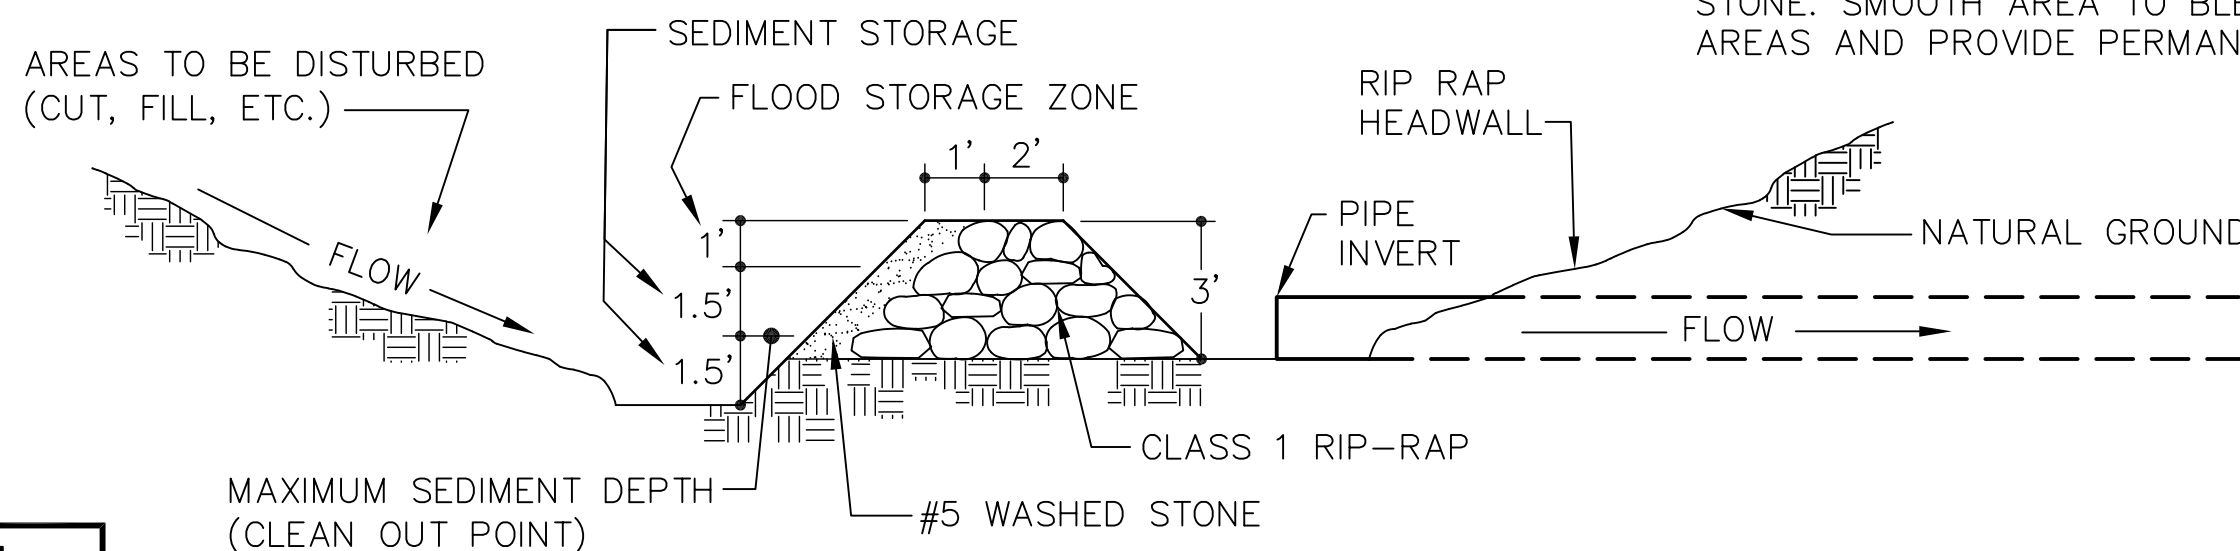 STONE. SMOOTH AREA TO
AREAS AND PROVIDE
SEDIMENT STORAGE
AREAS TO BE DISTURBED
(CUT, FILL, ETC.)
FLOOD STORAGE ZONE
RIP RAP
HEADWALL
1' 2'
PIPE
INVERT
NATURAL GROUND
FLOW
1'
1.5'
1.5'
3'
FLOW
CLASS 1 RIP-RAP
MAXIMUM SEDIMENT DEPTH
(CLEAN OUT POINT)
#5 WASHED STONE